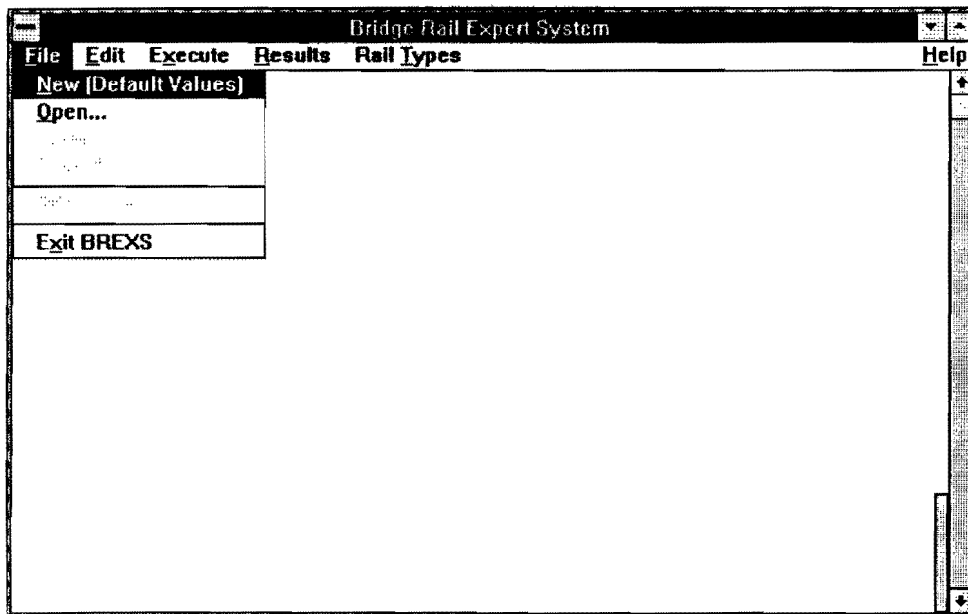 Bridge Rail Expert System
File Edit Execute Results Rail Types Help
New (Default Values)
Open...
Exit BREXS